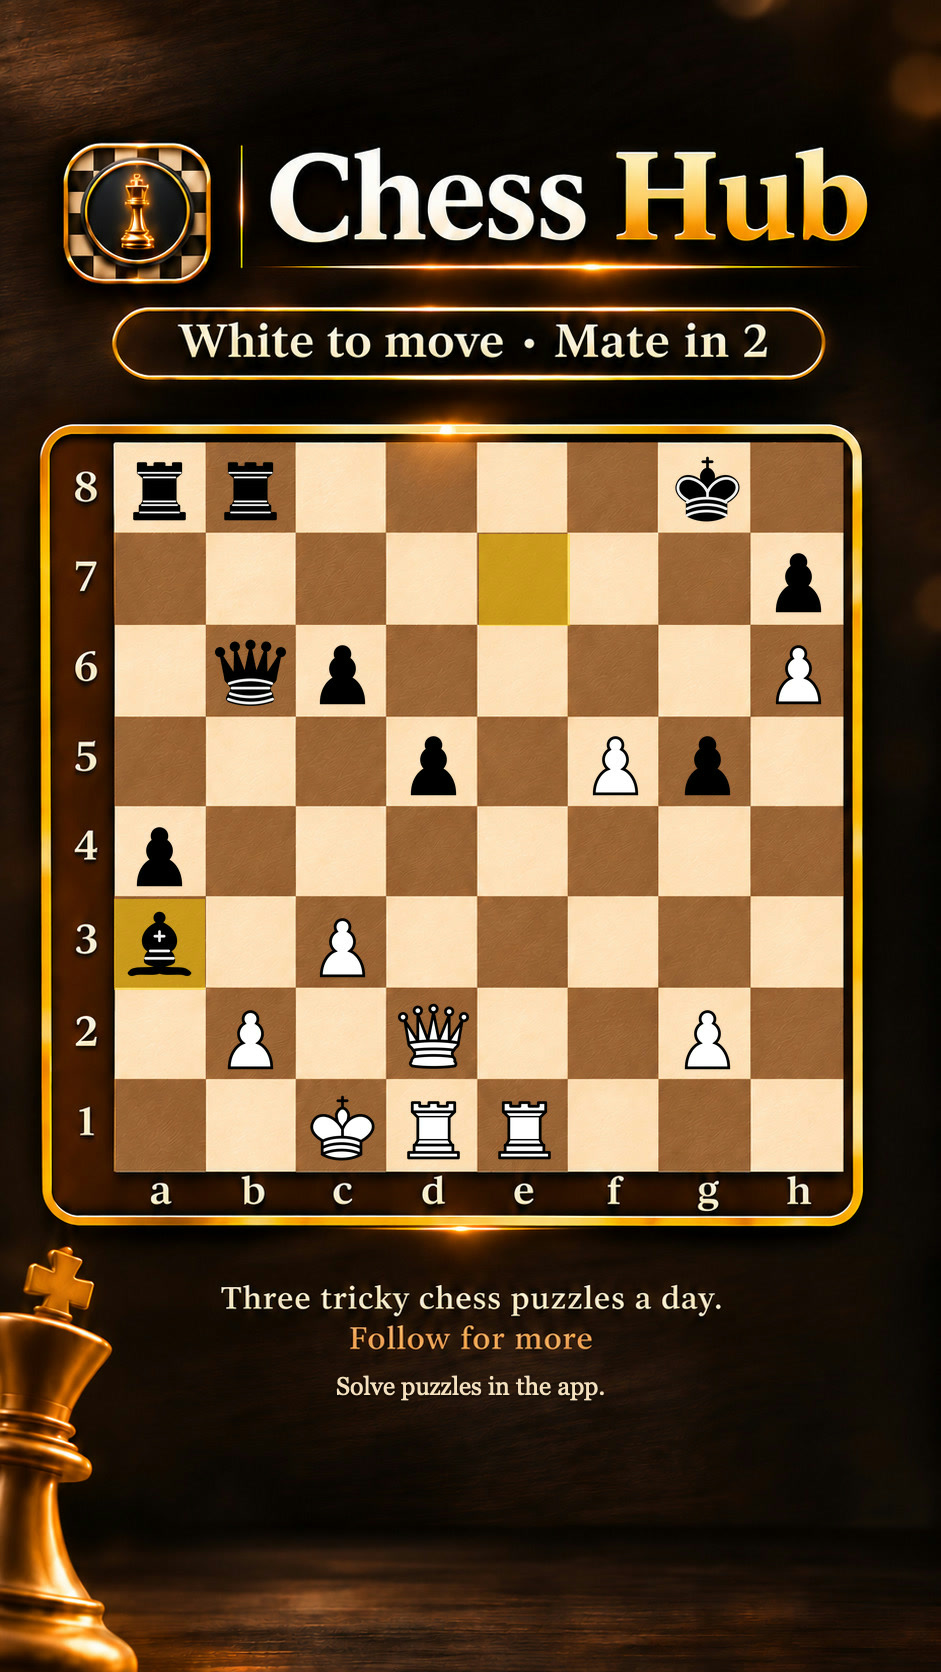 Chess Hub
White to move • Mate in 2
8
7
6
5
4
3
2
1
a b c d e f g h
Three tricky chess puzzles a day.
Follow for more
Solve puzzles in the app.